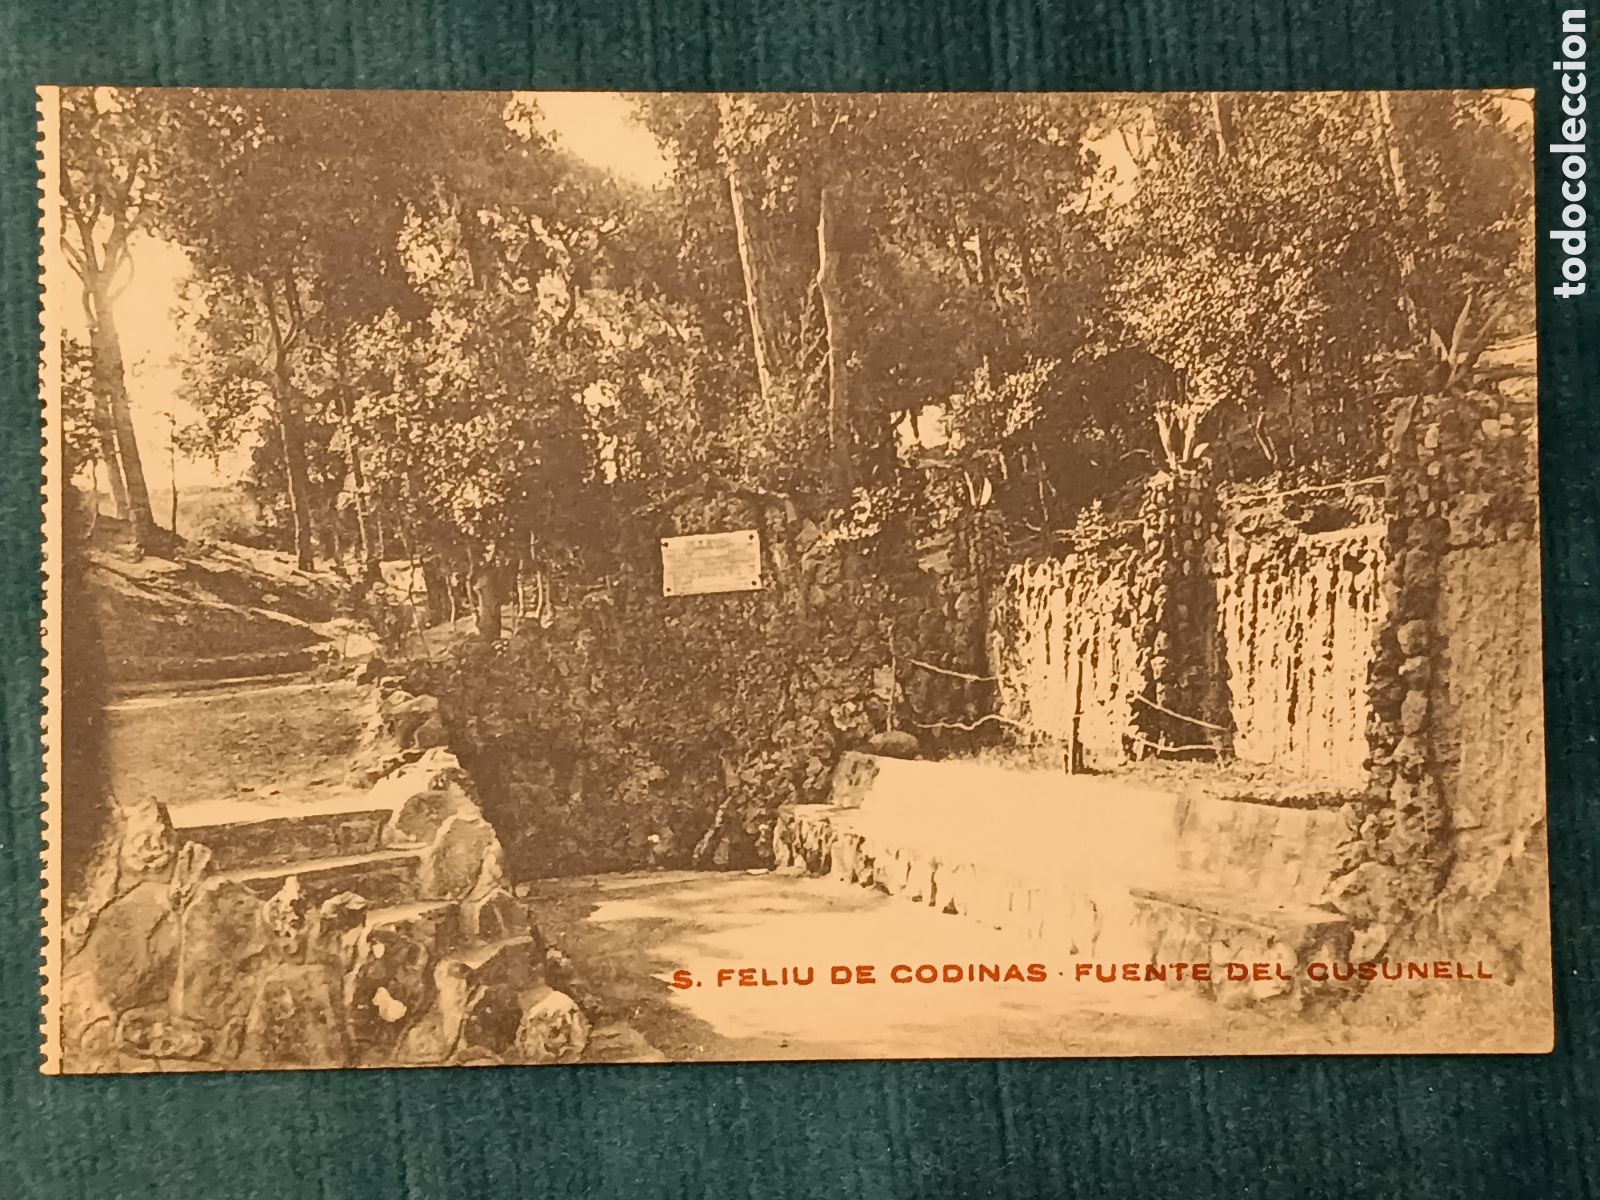 todocoleccion
S. FELIU DE CODINAS · FUENTE DEL CUSUNELL